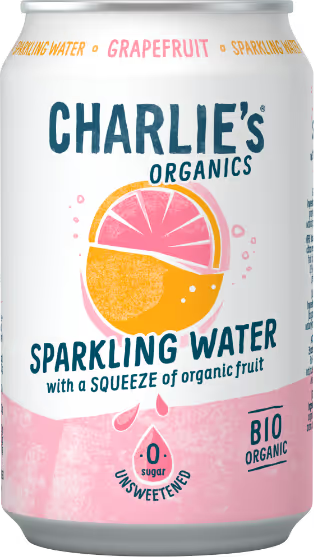 SPARKLING WATER • GRAPEFRUIT • SPARKLING WATER
CHARLIE's®
ORGANICS
SPARKLING WATER
with a SQUEEZE of organic fruit
0
sugar
UNSWEETENED
BIO
ORGANIC